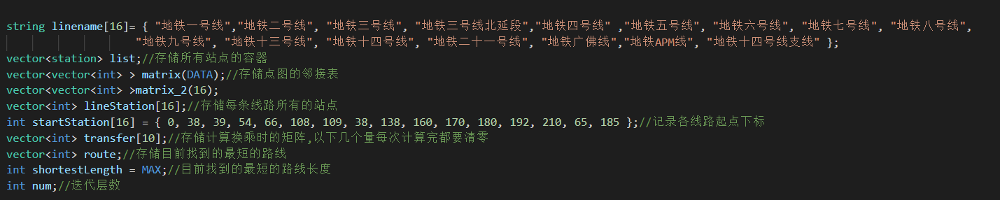 string linename[16]= { "地铁一号线","地铁二号线", "地铁三号线", "地铁三号线北延段","地铁四号线" ,"地铁五号线", "地铁六号线", "地铁七号线", "地铁八号线",
"地铁九号线", "地铁十三号线", "地铁十四号线", "地铁二十一号线", "地铁广佛线","地铁APM线", "地铁十四号线支线" };
vector<station> list;//存储所有站点的容器
vector<vector<int> > matrix(DATA);//存储点图的邻接表
vector<vector<int> >matrix_2(16);
vector<int> lineStation[16];//存储每条线路所有的站点
int startStation[16] = { 0, 38, 39, 54, 66, 108, 109, 38, 138, 160, 170, 180, 192, 210, 65, 185 };//记录各线路起点下标
vector<int> transfer[10];//存储计算换乘时的矩阵,以下几个量每次计算完都要清零
vector<int> route;//存储目前找到的最短的路线
int shortestLength = MAX;//目前找到的最短的路线长度
int num;//迭代层数